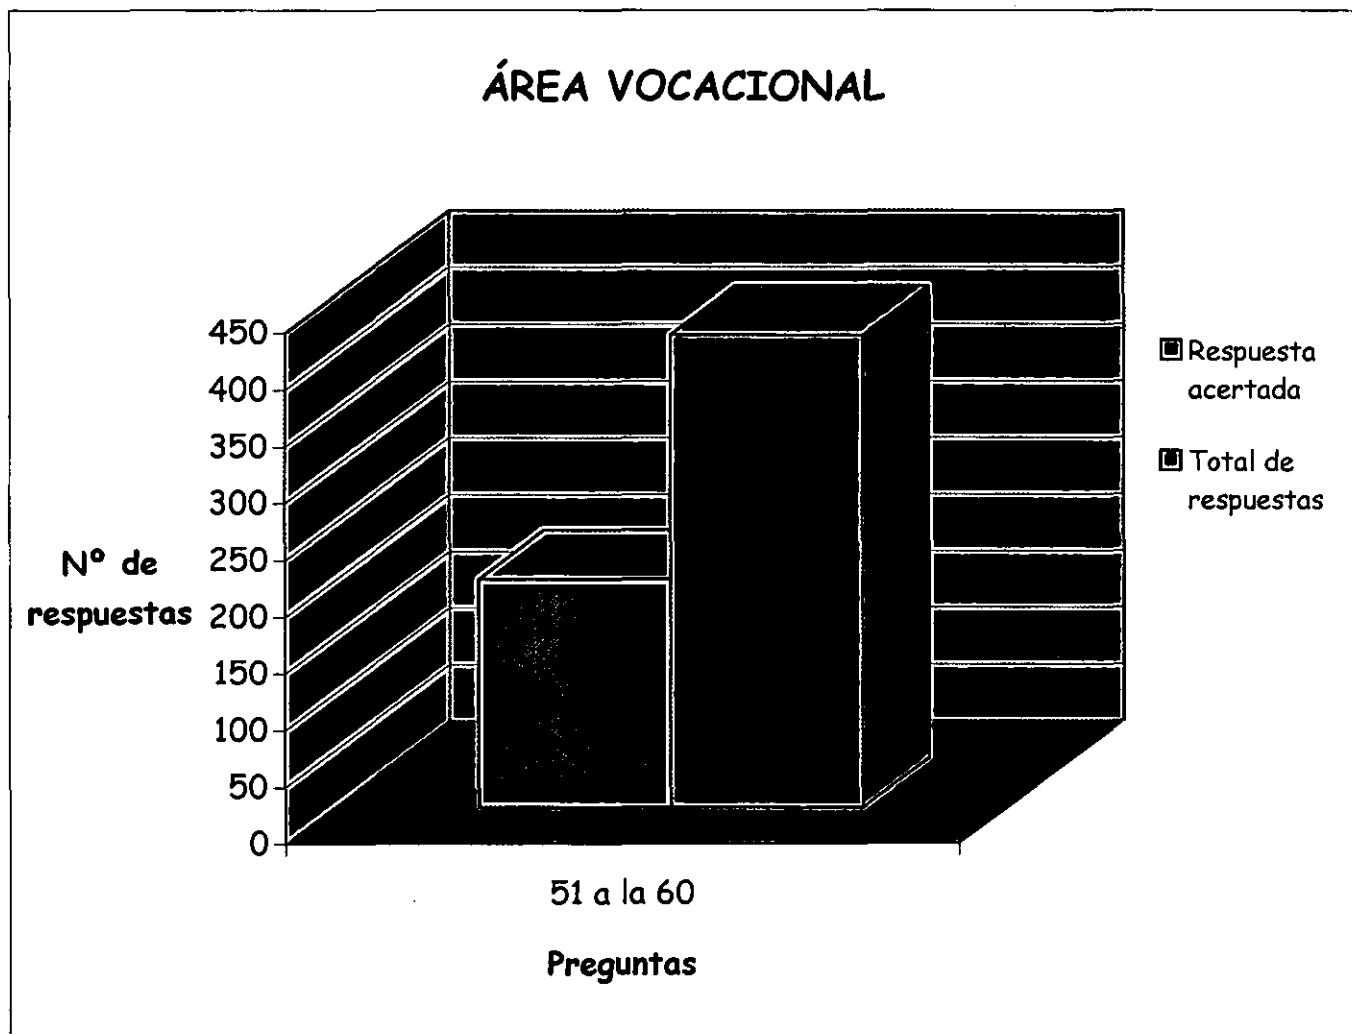 ÁREA VOCACIONAL
450
400
350
300
250
200
150
100
50
0
Nº de
respuestas
51 a la 60
Preguntas
Respuesta
acertada
Total de
respuestas